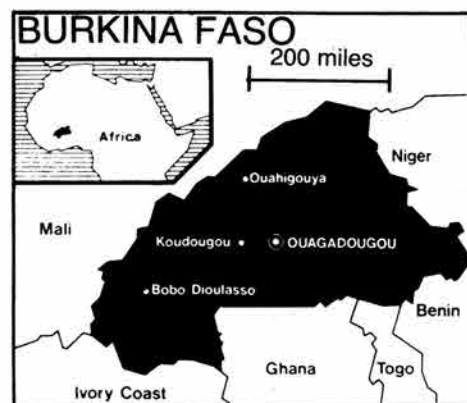 BURKINA FASO
200 miles
Africa
Niger
Ouahigouya
Mali
Koudougou
OUAGADOUGOU
Bobo Dioulasso
Benin
Ghana
Togo
Ivory Coast